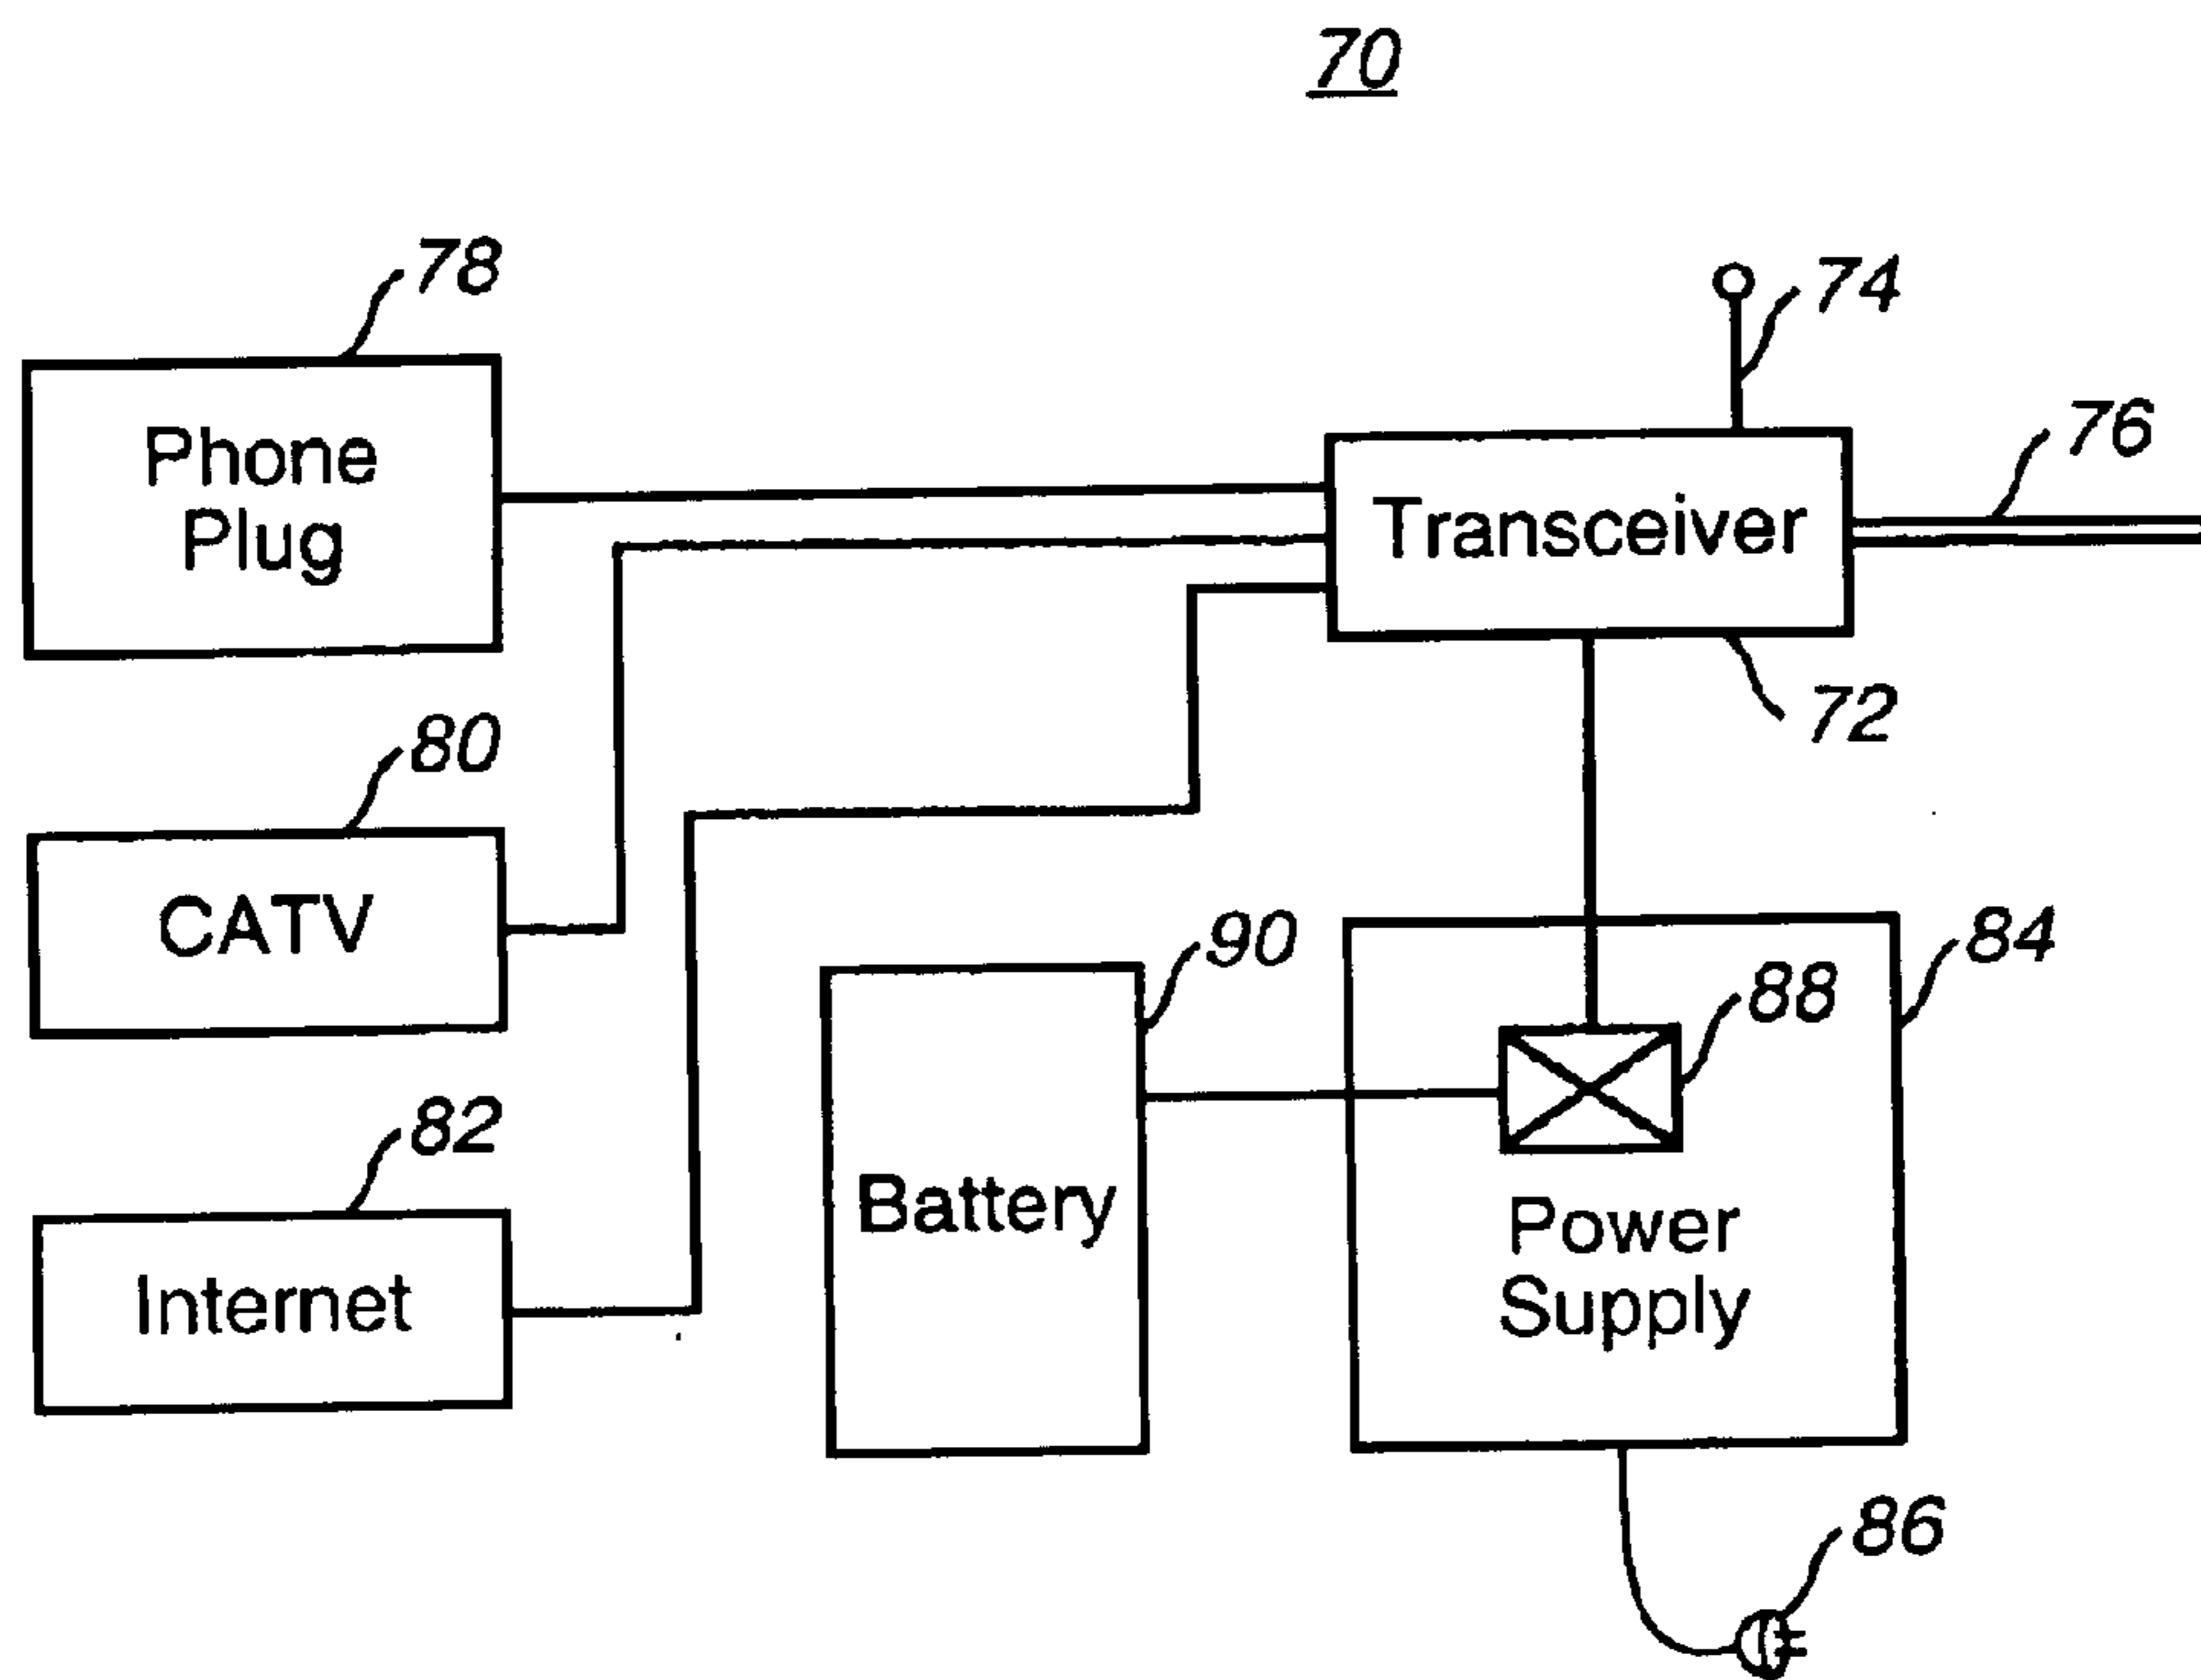 70
78
74
Phone
Plug
Transceiver
76
72
80
CATV
90
84
88
82
Battery
Internet
Power
Supply
86